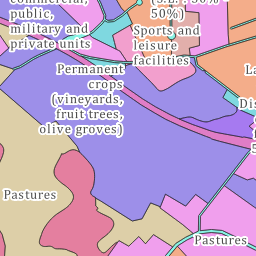 commercial,
public,
military and
private units
50%)
Sports and
leisure
facilities
Permanent
crops
(vineyards,
fruit trees,
olive groves)
Pastures
Pastures